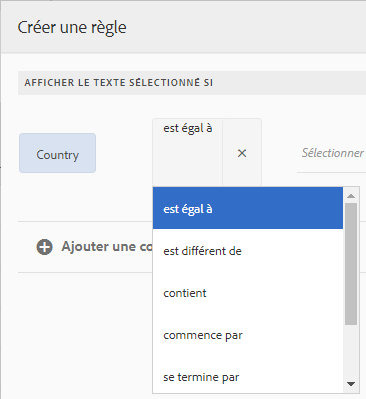 Créer une règle
AFFICHER LE TEXTE SÉLECTIONNÉ SI
est égal à
Country
Sélectionner
est égal à
est différent de
Ajouter une co
contient
commence par
se termine par